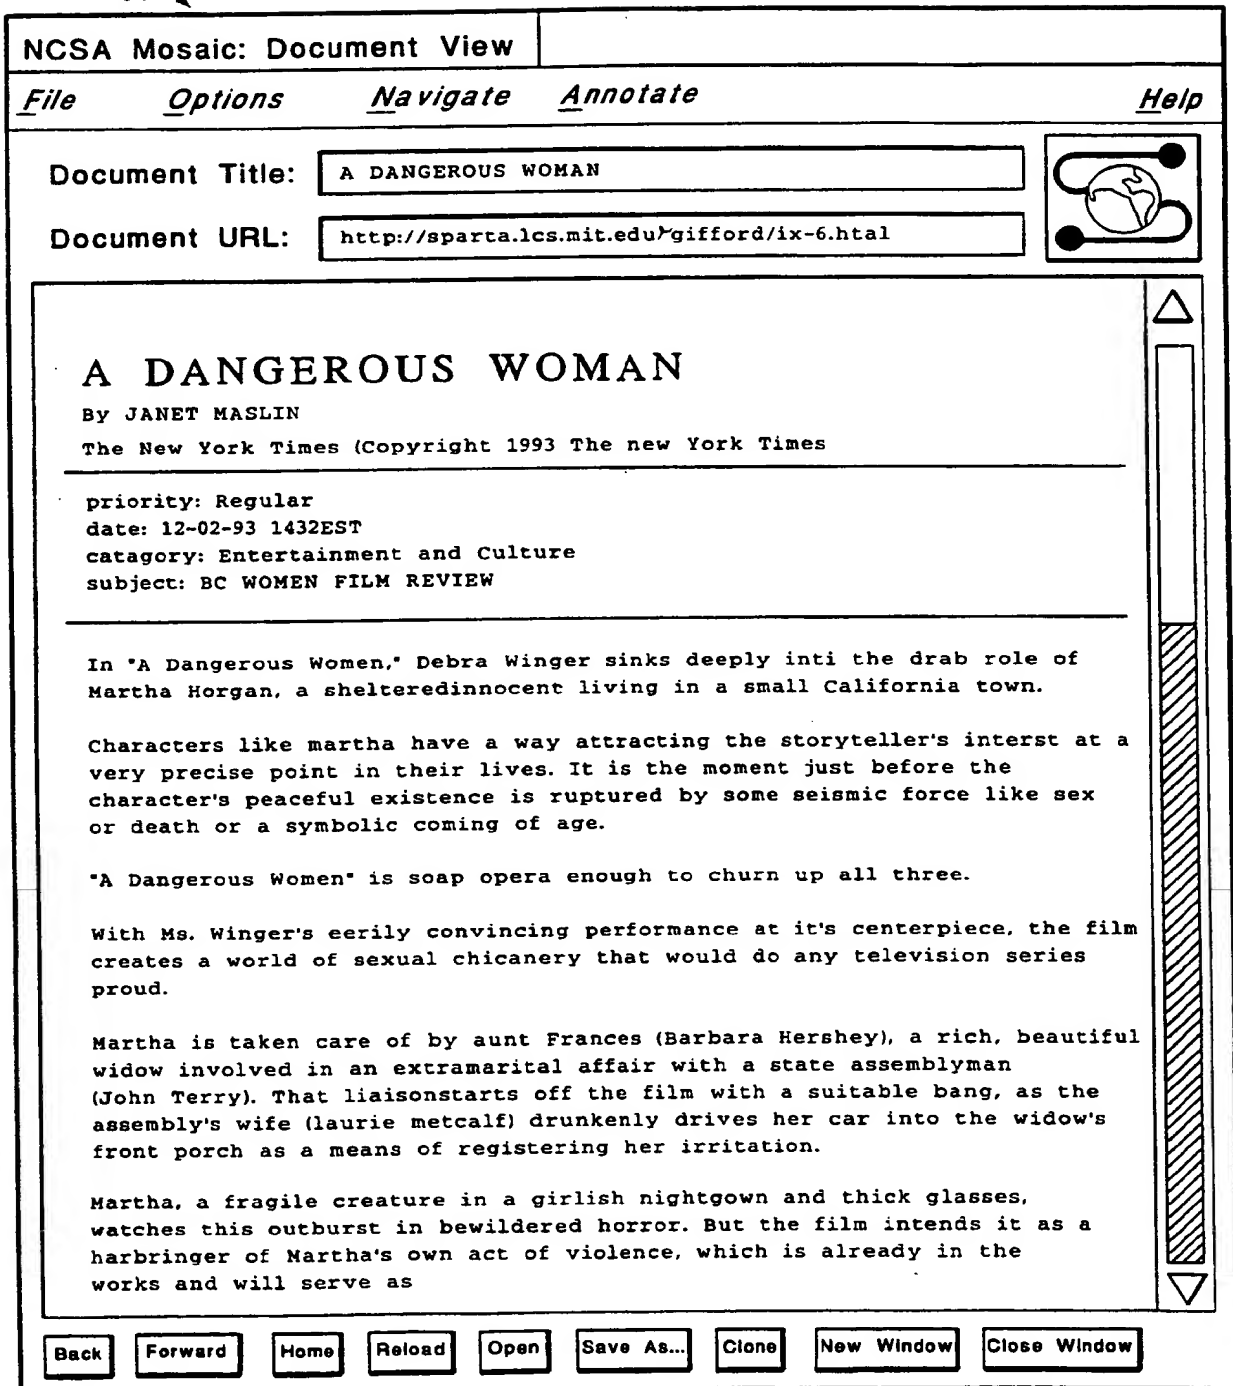 NCSA Mosaic: Document View
File Options Navigate Annotate Help
Document Title: A DANGEROUS WOMAN
Document URL: http://sparta.lcs.mit.edu/~gifford/ix-6.htal
A DANGEROUS WOMAN
By JANET MASLIN
The New York Times (Copyright 1993 The new York Times
priority: Regular
date: 12-02-93 1432EST
catagory: Entertainment and Culture
subject: BC WOMEN FILM REVIEW
In "A Dangerous Women," Debra Winger sinks deeply inti the drab role of
Martha Horgan, a shelteredinnocent living in a small California town.
Characters like martha have a way attracting the storyteller's interst at a
very precise point in their lives. It is the moment just before the
character's peaceful existence is ruptured by some seismic force like sex
or death or a symbolic coming of age.
"A Dangerous Women" is soap opera enough to churn up all three.
With Ms. Winger's eerily convincing performance at it's centerpiece, the film
creates a world of sexual chicanery that would do any television series
proud.
Martha is taken care of by aunt Frances (Barbara Hershey), a rich, beautiful
widow involved in an extramarital affair with a state assemblyman
(John Terry). That liaisonstarts off the film with a suitable bang, as the
assembly's wife (laurie metcalf) drunkenly drives her car into the widow's
front porch as a means of registering her irritation.
Martha, a fragile creature in a girlish nightgown and thick glasses,
watches this outburst in bewildered horror. But the film intends it as a
harbringer of Martha's own act of violence, which is already in the
works and will serve as
Back Forward Home Reload Open Save As... Clone New Window Close Window